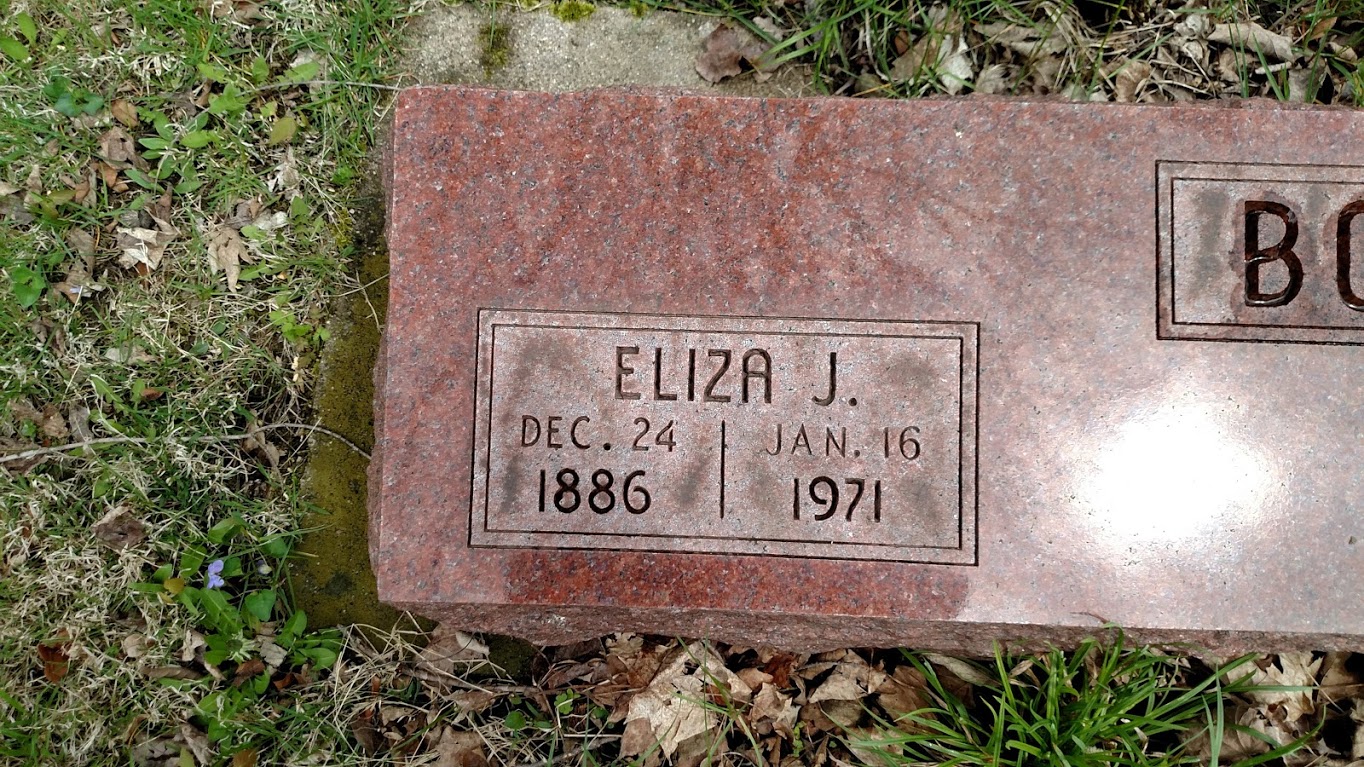 ELIZA J.
DEC. 24 JAN. 16
1886 1971